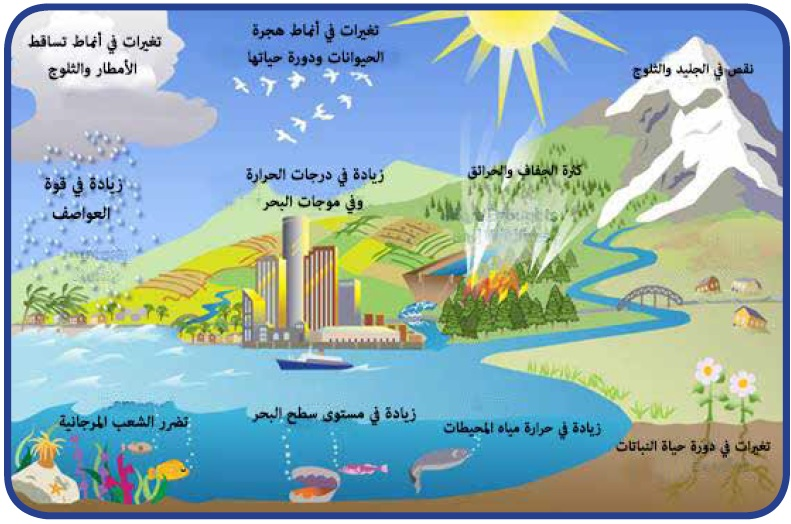 تغيرات في أنماط تساقط
الأمطار والثلوج
تغيرات في أنماط هجرة
الحيوانات ودورة حياتها
نقص في الجليد والثلوج
زيادة في قوة
العواصف
زيادة في درجات الحرارة
وفي موجات البحر
كثرة الجفاف والحرائق
تضرر الشعب المرجانية
زيادة في مستوى سطح البحر
زيادة في حرارة مياه المحيطات
تغيرات في دورة حياة النباتات